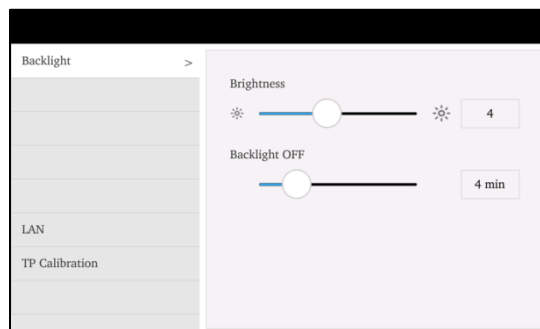 Backlight >
LAN
TP Calibration
Brightness
4
Backlight OFF
4 min